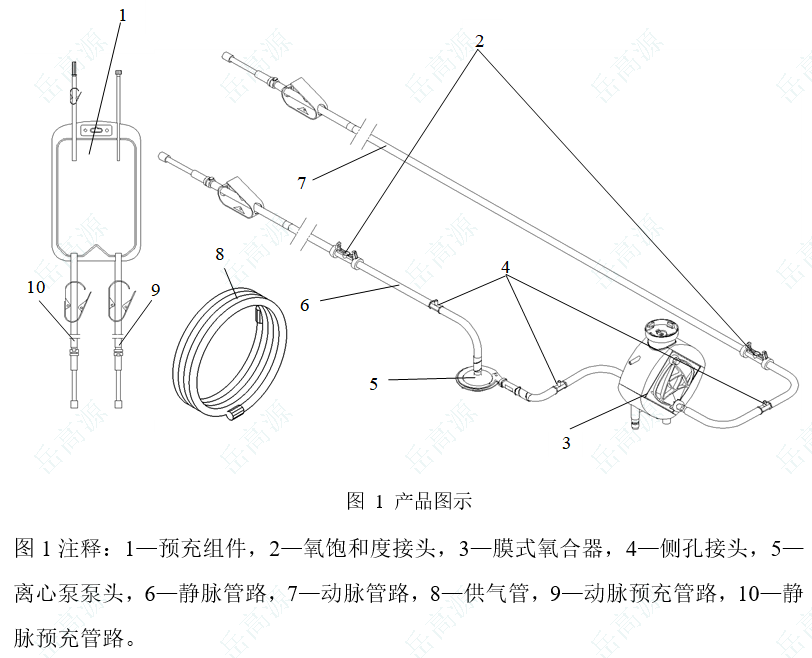 1
2
7
10
9
8
6
4
5
3
图 1 产品图示
图 1 注释：1—预充组件，2—氧饱和度接头，3—膜式氧合器，4—侧孔接头，5—
离心泵泵头，6—静脉管路，7—动脉管路，8—供气管，9—动脉预充管路，10—静
脉预充管路。
岳高源